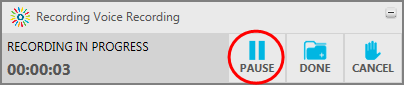 Recording Voice Recording
RECORDING IN PROGRESS
00:00:03
PAUSE
DONE
CANCEL